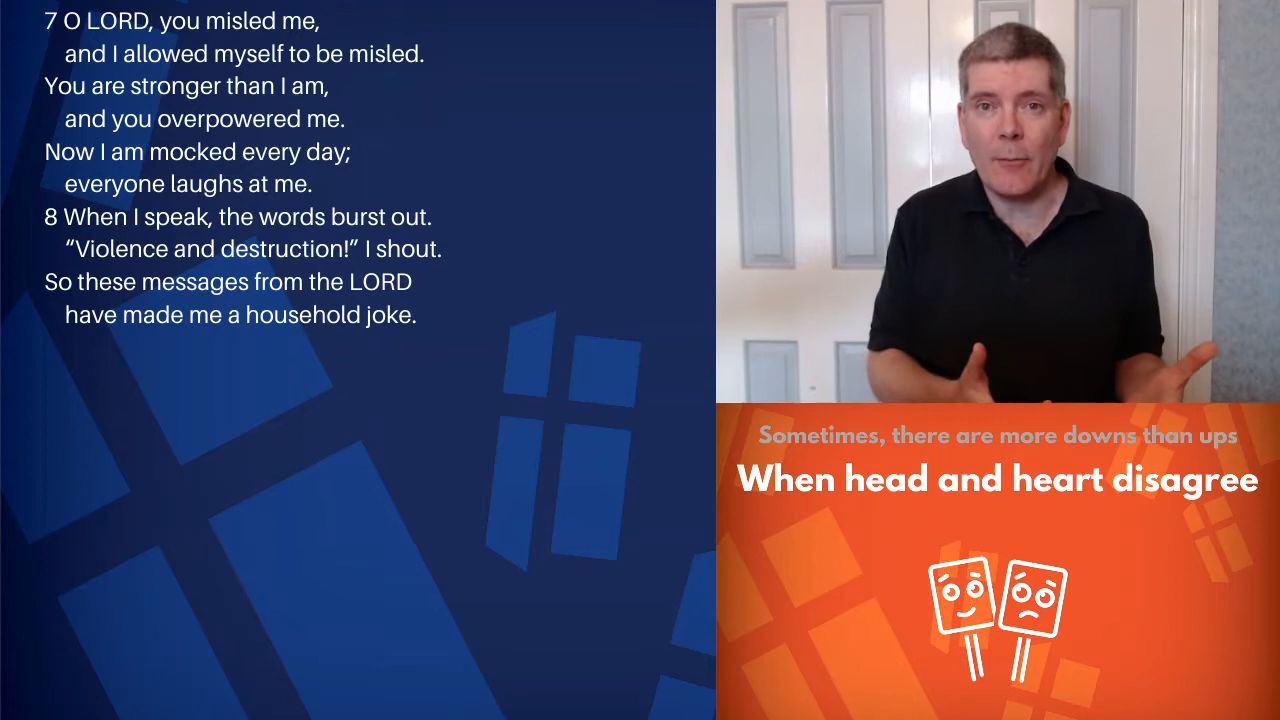 7 O LORD, you misled me,
and I allowed myself to be misled.
You are stronger than I am,
and you overpowered me.
Now I am mocked every day;
everyone laughs at me.
8 When I speak, the words burst out.
“Violence and destruction!” I shout.
So these messages from the LORD
have made me a household joke.
Sometimes, there are more downs than ups
When head and heart disagree